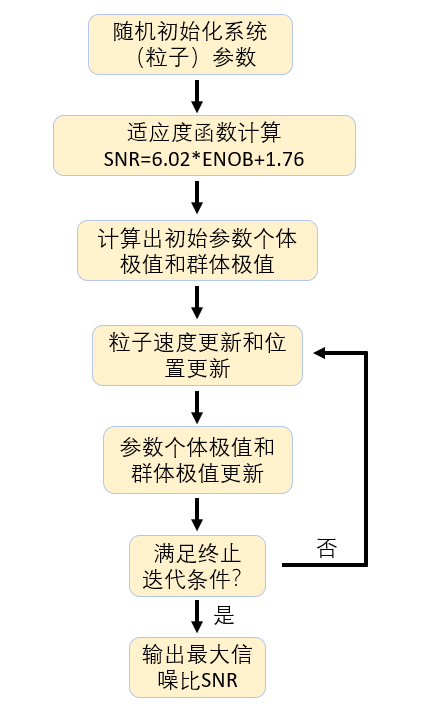 随机初始化系统
（粒子）参数
适应度函数计算
SNR=6.02*ENOB+1.76
计算出初始参数个体
极值和群体极值
粒子速度更新和位
置更新
参数个体极值和
群体极值更新
满足终止
迭代条件？
否
是
输出最大信
噪比SNR